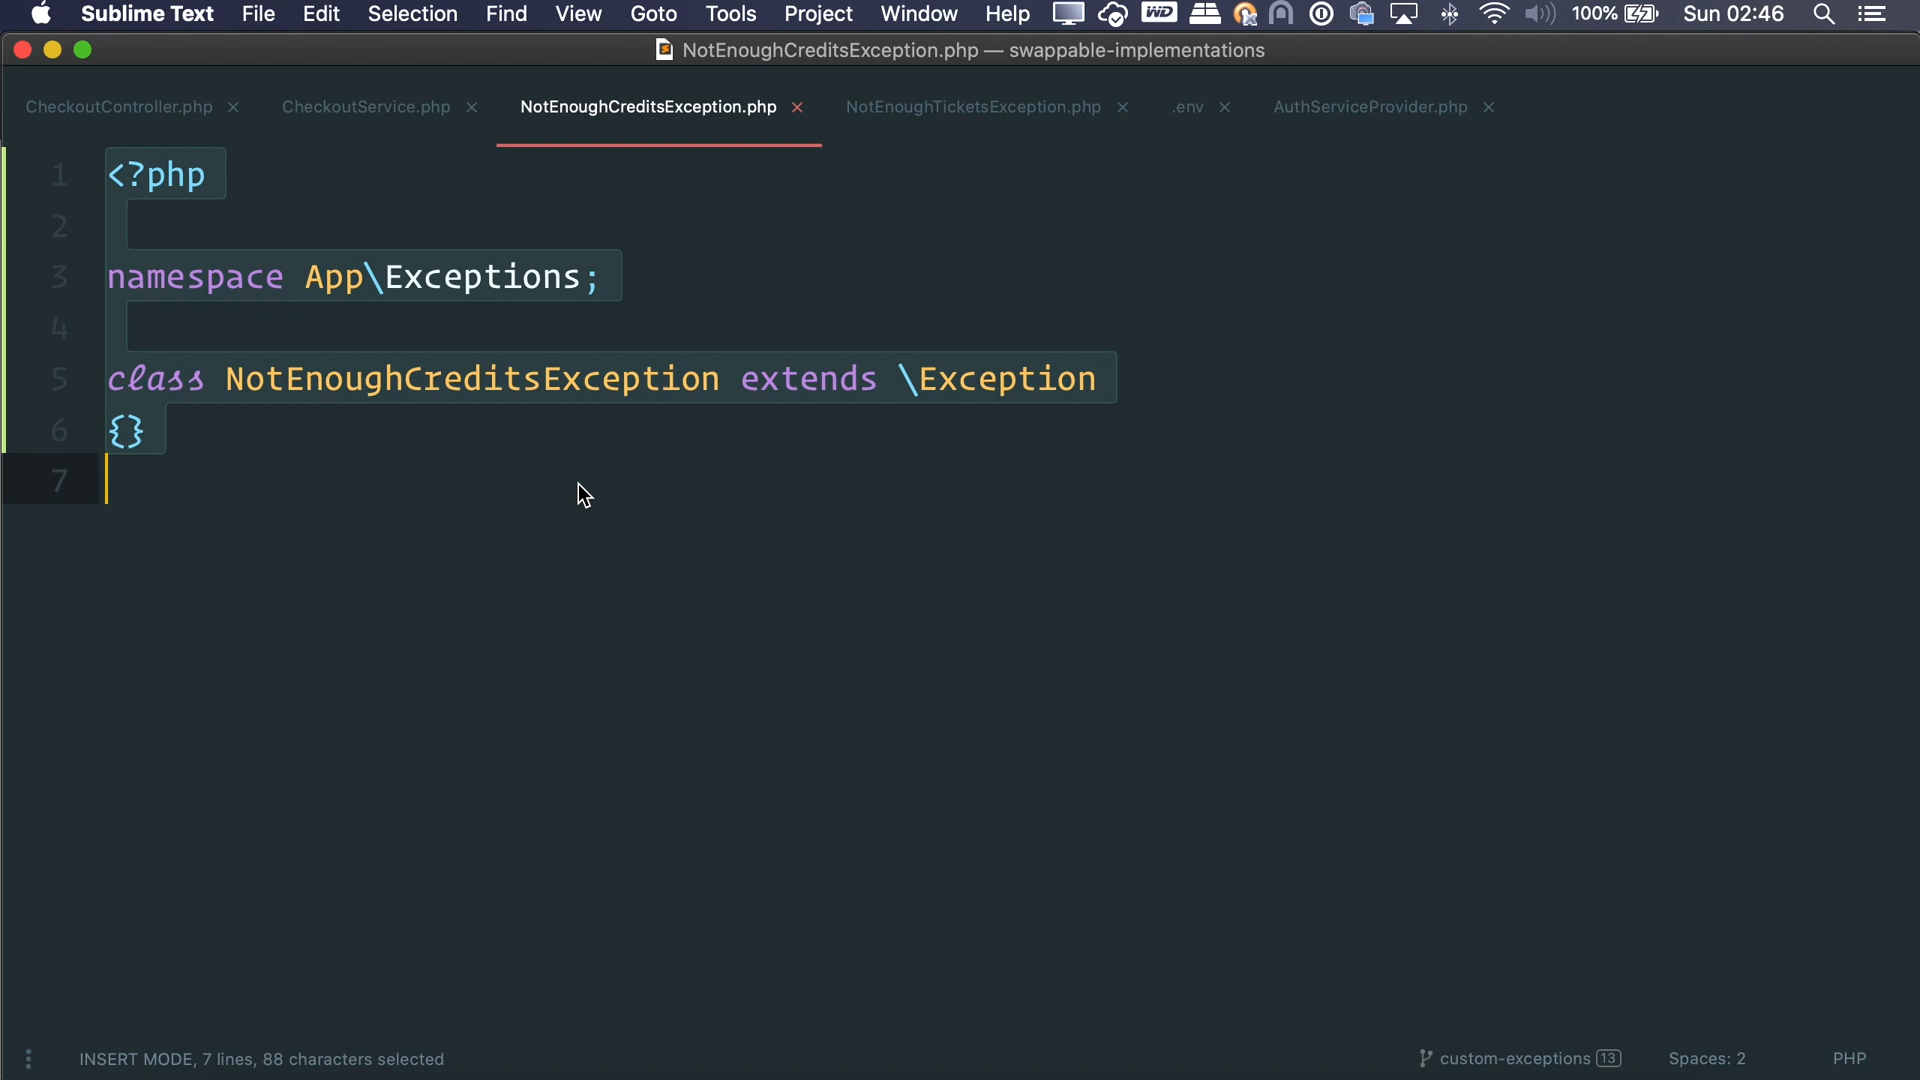 Sublime Text File Edit Selection Find View Goto Tools Project Window Help WD 100% Sun 02:46
NotEnoughCreditsException.php — swappable-implementations
CheckoutController.php × CheckoutService.php × NotEnoughCreditsException.php × NotEnoughTicketsException.php × .env × AuthServiceProvider.php ×
1 <?php
2
3 namespace App\Exceptions;
4
5 class NotEnoughCreditsException extends \Exception
6 {}
7
INSERT MODE, 7 lines, 88 characters selected custom-exceptions 13 Spaces: 2 PHP